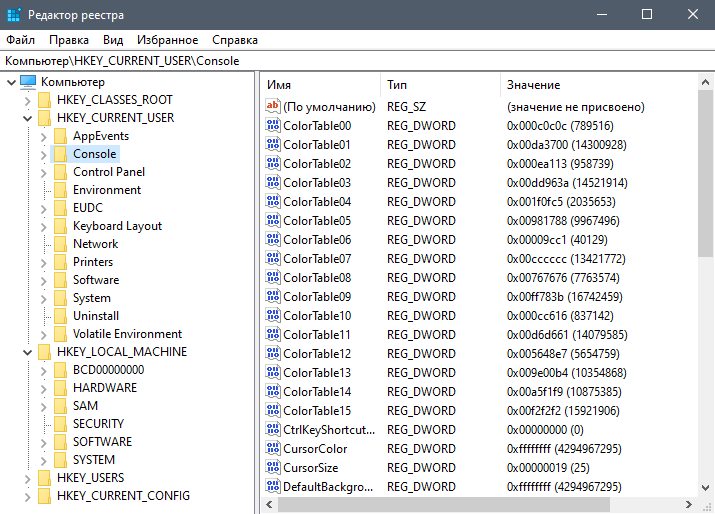 Редактор реестра
Файл Правка Вид Избранное Справка
Компьютер\HKEY_CURRENT_USER\Console
Компьютер
HKEY_CLASSES_ROOT
HKEY_CURRENT_USER
AppEvents
Console
Control Panel
Environment
EUDC
Keyboard Layout
Network
Printers
Software
System
Uninstall
Volatile Environment
HKEY_LOCAL_MACHINE
BCD00000000
HARDWARE
SAM
SECURITY
SOFTWARE
SYSTEM
HKEY_USERS
HKEY_CURRENT_CONFIG
Имя Тип Значение
(По умолчанию) REG_SZ (значение не присвоено)
ColorTable00 REG_DWORD 0x000c0c0c (789516)
ColorTable01 REG_DWORD 0x00da3700 (14300928)
ColorTable02 REG_DWORD 0x000ea113 (958739)
ColorTable03 REG_DWORD 0x00dd963a (14521914)
ColorTable04 REG_DWORD 0x001f0fc5 (2035653)
ColorTable05 REG_DWORD 0x00981788 (9967496)
ColorTable06 REG_DWORD 0x00009cc1 (40129)
ColorTable07 REG_DWORD 0x00cccccc (13421772)
ColorTable08 REG_DWORD 0x00767676 (7763574)
ColorTable09 REG_DWORD 0x00ff783b (16742459)
ColorTable10 REG_DWORD 0x000cc616 (837142)
ColorTable11 REG_DWORD 0x00d6d661 (14079585)
ColorTable12 REG_DWORD 0x005648e7 (5654759)
ColorTable13 REG_DWORD 0x009e00b4 (10354868)
ColorTable14 REG_DWORD 0x00a5f1f9 (10875385)
ColorTable15 REG_DWORD 0x00f2f2f2 (15921906)
CtrlKeyShortcut... REG_DWORD 0x00000000 (0)
CursorColor REG_DWORD 0xffffffff (4294967295)
CursorSize REG_DWORD 0x00000019 (25)
DefaultBackgro... REG_DWORD 0xffffffff (4294967295)